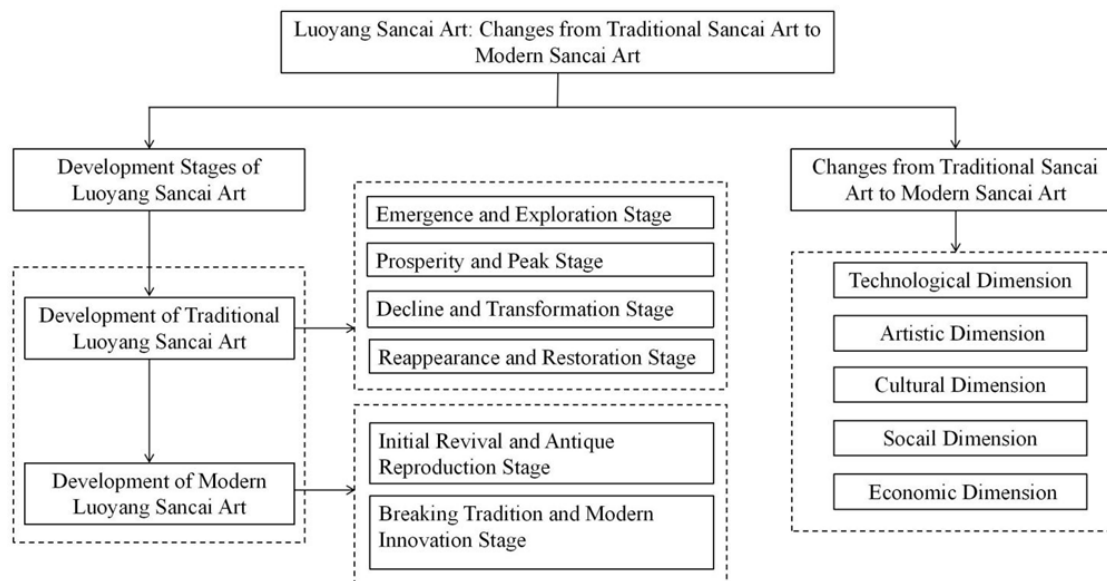 Luoyang Sancai Art: Changes from Traditional Sancai Art to
Modern Sancai Art
Development Stages of
Luoyang Sancai Art
Changes from Traditional Sancai
Art to Modern Sancai Art
Development of Traditional
Luoyang Sancai Art
Emergence and Exploration Stage
Prosperity and Peak Stage
Decline and Transformation Stage
Reappearance and Restoration Stage
Development of Modern
Luoyang Sancai Art
Initial Revival and Antique
Reproduction Stage
Breaking Tradition and Modern
Innovation Stage
Technological Dimension
Artistic Dimension
Cultural Dimension
Socail Dimension
Economic Dimension